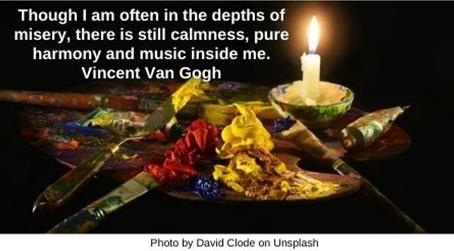 Though I am often in the depths of
misery, there is still calmness, pure
harmony and music inside me.
Vincent Van Gogh
Photo by David Clode on Unsplash